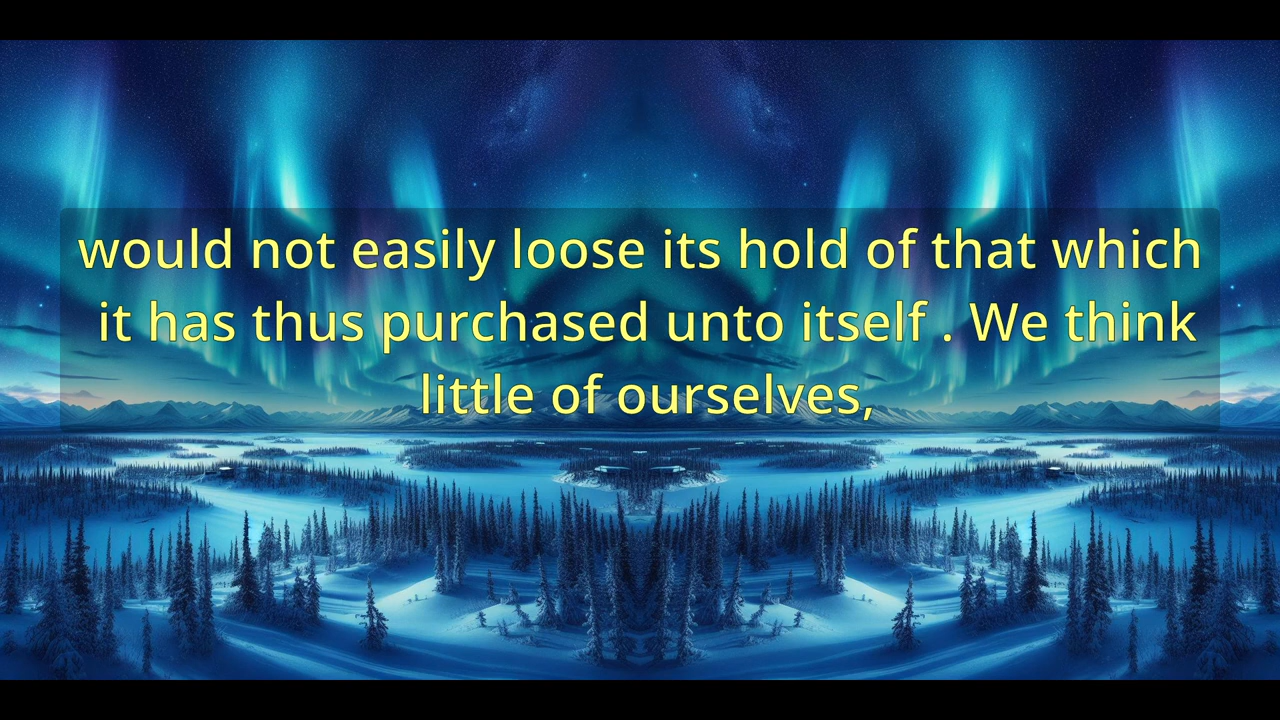 would not easily loose its hold of that which
it has thus purchased unto itself . We think
little of ourselves,